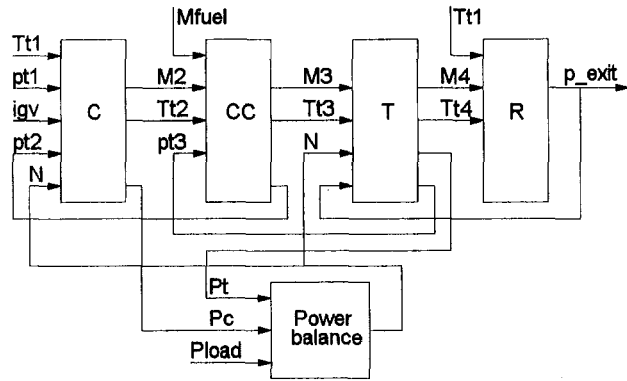 Mfuel
Tt1
Tt1
pt1
igv
pt2
N
C
M2
Tt2
pt3
CC
M3
Tt3
N
T
M4
Tt4
R
p_exit
Pt
Pc
Pload
Power
balance